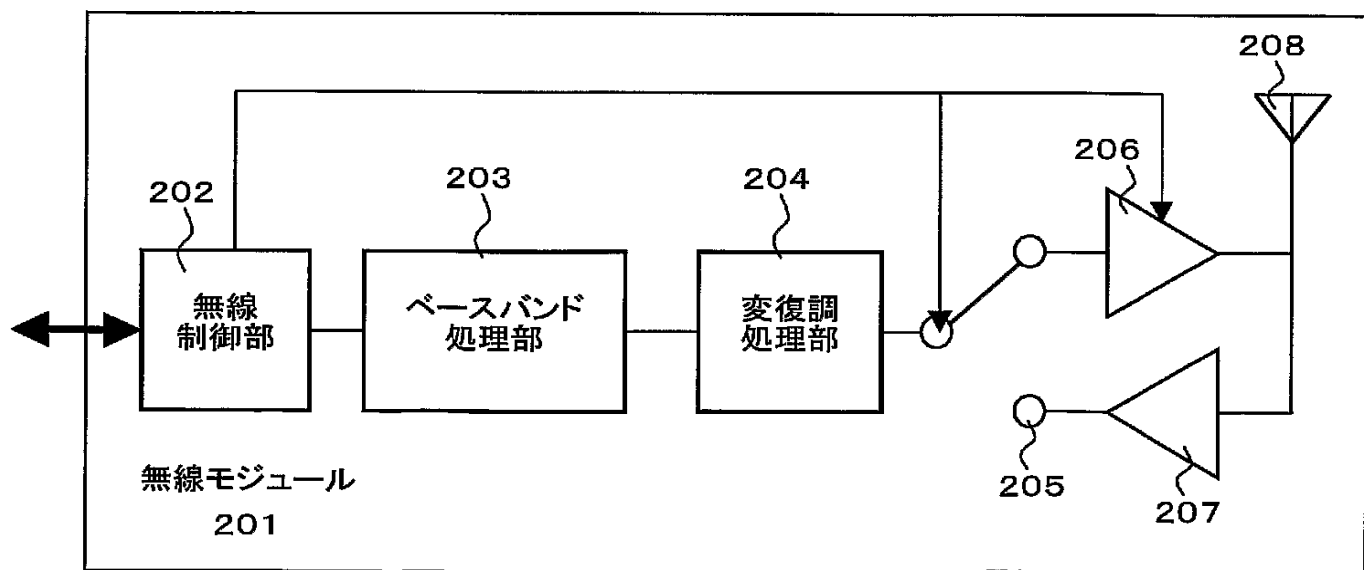 208
206
203
204
202
無線
制御部
ベースバンド
処理部
変復調
処理部
無線モジュール
201
205
207